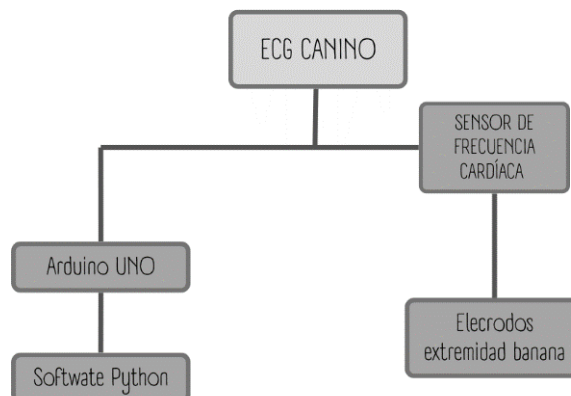 ECG CANINO
SENSOR DE
FRECUENCIA
CARDÍACA
Arduino UNO
Elecrodos
extremidad banana
Softwate Python